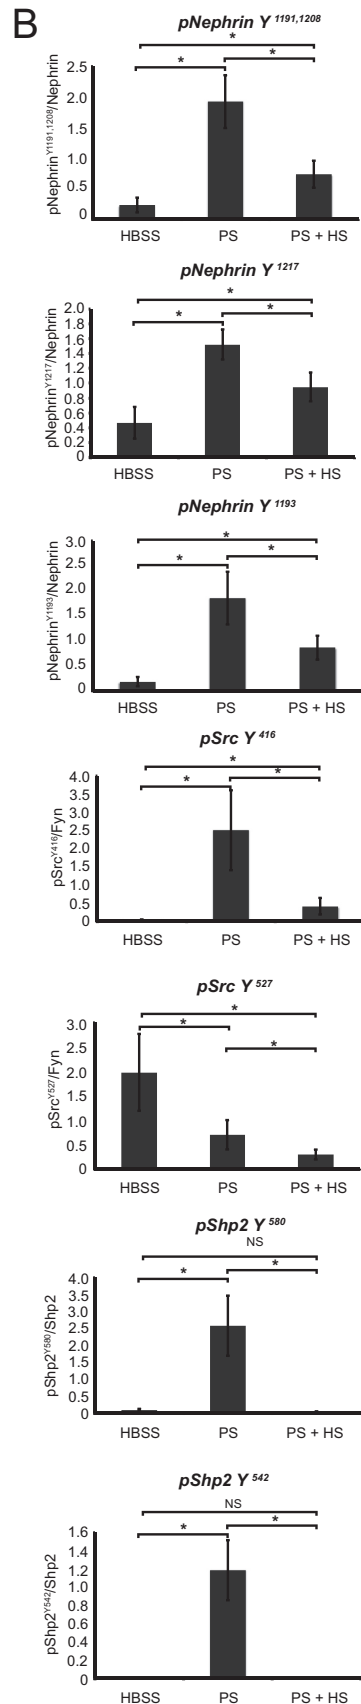 B
pNephrin Y 1191,1208
*
* *
pNephrinY1191,1208/Nephrin
2.5
2.0
1.5
1.0
0.5
0
HBSS PS PS + HS
pNephrin Y 1217
*
* *
pNephrinY1217/Nephrin
2.0
1.8
1.6
1.4
1.2
1.0
0.8
0.6
0.4
0.2
0
HBSS PS PS + HS
pNephrin Y 1193
*
* *
pNephrinY1193/Nephrin
3.0
2.5
2.0
1.5
1.0
0.5
0
HBSS PS PS + HS
pSrc Y 416
*
* *
pSrcY416/Fyn
4.0
3.5
3.0
2.5
2.0
1.5
1.0
0.5
0
HBSS PS PS + HS
pSrc Y 527
*
* *
pSrcY527/Fyn
3.0
2.5
2.0
1.5
1.0
0.5
0
HBSS PS PS + HS
pShp2 Y 580
NS
* *
pShp2Y580/Shp2
4.0
3.5
3.0
2.5
2.0
1.5
1.0
0.5
0
HBSS PS PS + HS
pShp2 Y 542
NS
* *
pShp2Y542/Shp2
1.6
1.4
1.2
1.0
0.8
0.6
0.4
0.2
0
HBSS PS PS + HS